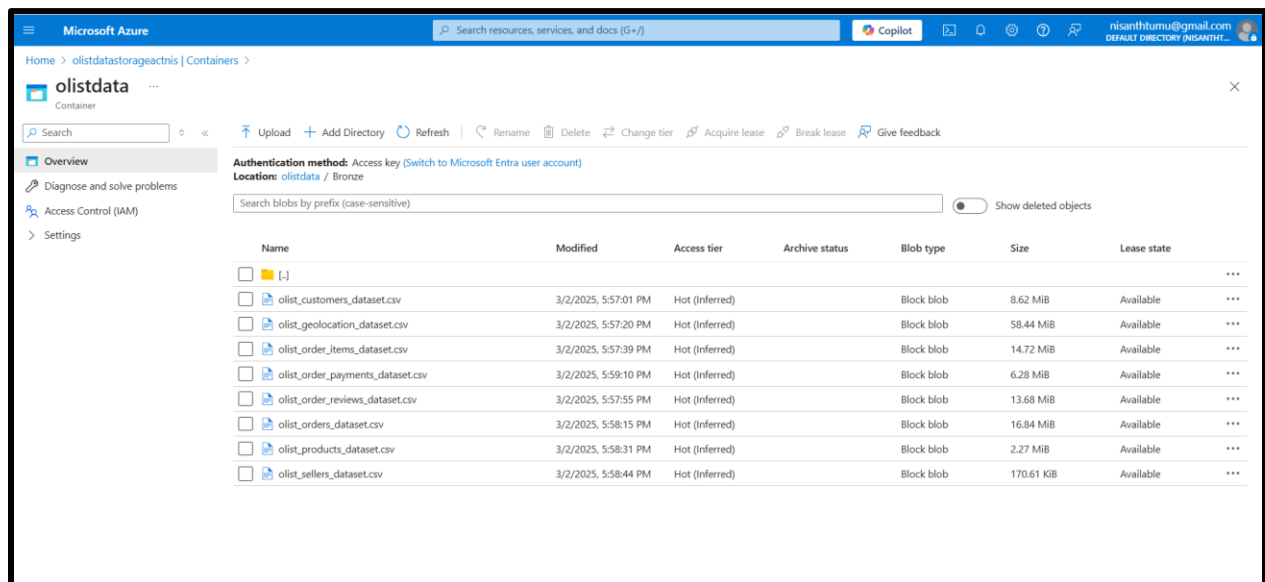 Microsoft Azure
Search resources, services, and docs (G+/)
Copilot
nisanthtumu@gmail.com
DEFAULT DIRECTORY (NISANTHT...
Home > olistdatastorageactnis | Containers >
olistdata ...
Container
Search
Upload Add Directory Refresh Rename Delete Change tier Acquire lease Break lease Give feedback
Overview
Diagnose and solve problems
Access Control (IAM)
Settings
Authentication method: Access key (Switch to Microsoft Entra user account)
Location: olistdata / Bronze
Search blobs by prefix (case-sensitive)
Show deleted objects
Name Modified Access tier Archive status Blob type Size Lease state
[..]
olist_customers_dataset.csv 3/2/2025, 5:57:01 PM Hot (Inferred) Block blob 8.62 MiB Available
olist_geolocation_dataset.csv 3/2/2025, 5:57:20 PM Hot (Inferred) Block blob 58.44 MiB Available
olist_order_items_dataset.csv 3/2/2025, 5:57:39 PM Hot (Inferred) Block blob 14.72 MiB Available
olist_order_payments_dataset.csv 3/2/2025, 5:59:10 PM Hot (Inferred) Block blob 6.28 MiB Available
olist_order_reviews_dataset.csv 3/2/2025, 5:57:55 PM Hot (Inferred) Block blob 13.68 MiB Available
olist_orders_dataset.csv 3/2/2025, 5:58:15 PM Hot (Inferred) Block blob 16.84 MiB Available
olist_products_dataset.csv 3/2/2025, 5:58:31 PM Hot (Inferred) Block blob 2.27 MiB Available
olist_sellers_dataset.csv 3/2/2025, 5:58:44 PM Hot (Inferred) Block blob 170.61 KiB Available